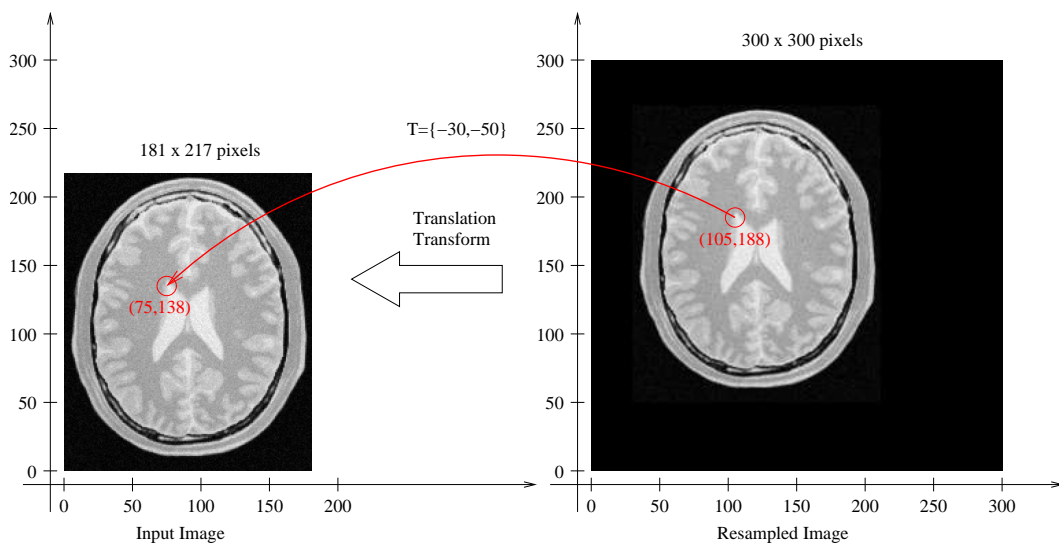 300 x 300 pixels
300
250
200
150
100
50
0
181 x 217 pixels
T={−30,−50}
Translation
Transform
(75,138)
(105,188)
300
250
200
150
100
50
0
0 50 100 150 200
0 50 100 150 200 250 300
Input Image
Resampled Image